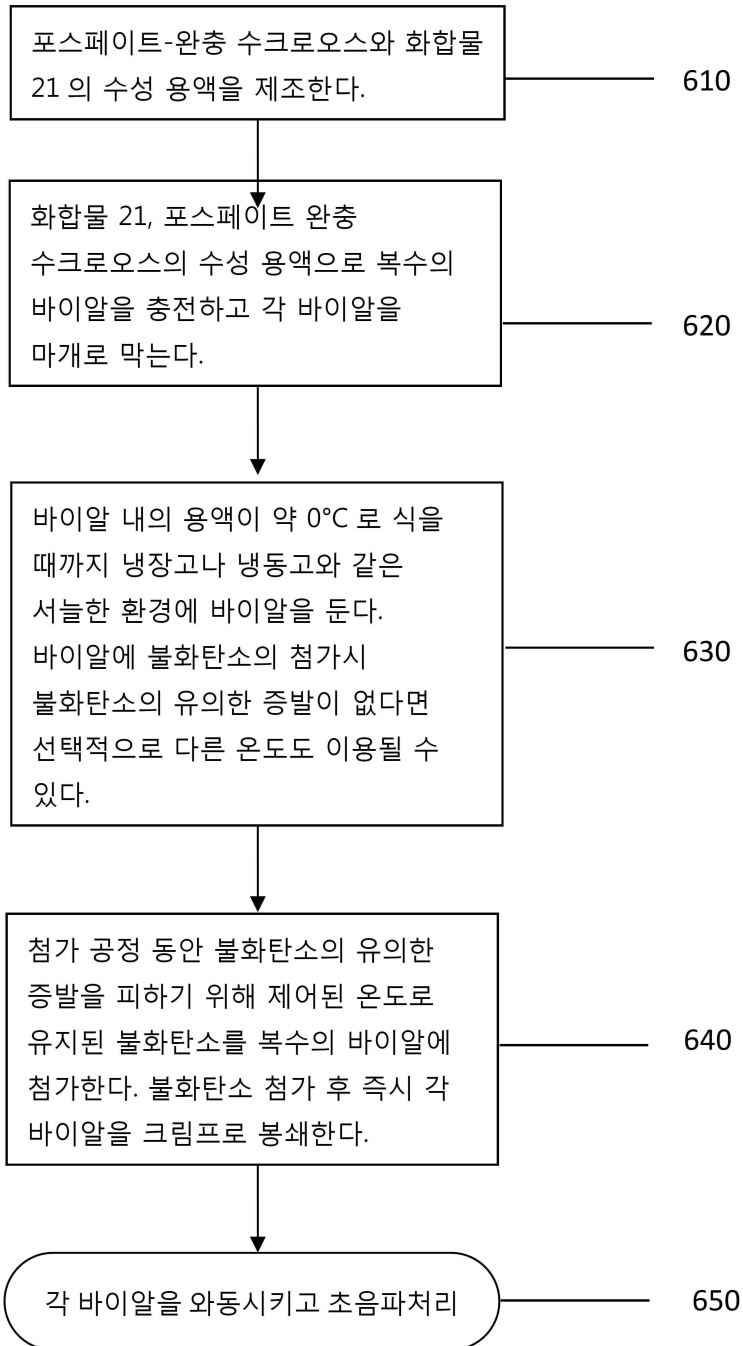 포스페이트-완충 수크로오스와 화합물
21 의 수성 용액을 제조한다.
610
화합물 21, 포스페이트 완충
수크로오스의 수성 용액으로 복수의
바이알을 충전하고 각 바이알을
마개로 막는다.
620
바이알 내의 용액이 약 0°C 로 식을
때까지 냉장고나 냉동고와 같은
서늘한 환경에 바이알을 둔다.
바이알에 불화탄소의 첨가시
불화탄소의 유의한 증발이 없다면
선택적으로 다른 온도도 이용될 수
있다.
630
첨가 공정 동안 불화탄소의 유의한
증발을 피하기 위해 제어된 온도로
유지된 불화탄소를 복수의 바이알에
첨가한다. 불화탄소 첨가 후 즉시 각
바이알을 크림프로 봉쇄한다.
640
각 바이알을 와동시키고 초음파처리
650